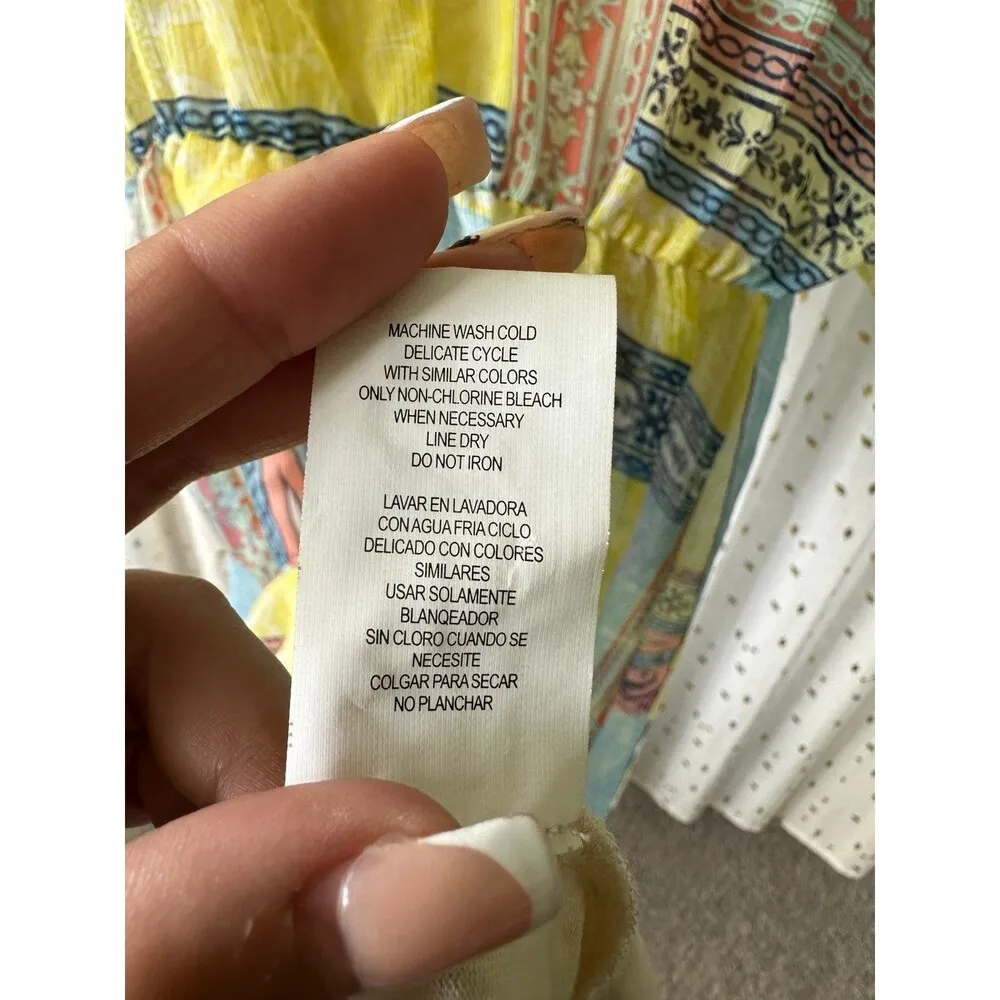 MACHINE WASH COLD
DELICATE CYCLE
WITH SIMILAR COLORS
ONLY NON-CHLORINE BLEACH
WHEN NECESSARY
LINE DRY
DO NOT IRON
LAVAR EN LAVADORA
CON AGUA FRIA CICLO
DELICADO CON COLORES
SIMILARES
USAR SOLAMENTE
BLANQEADOR
SIN CLORO CUANDO SE
NECESITE
COLGAR PARA SECAR
NO PLANCHAR